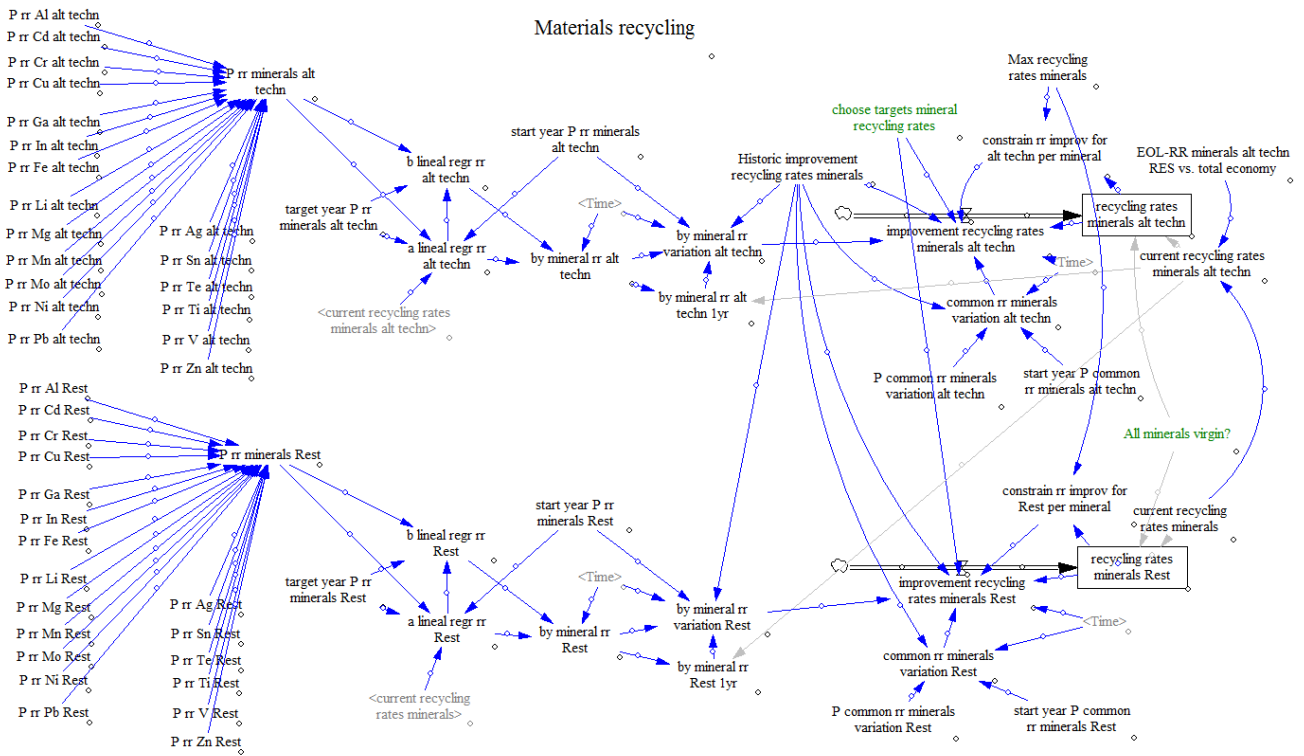 Materials recycling
P rr Al alt techn
P rr Cd alt techn
P rr Cr alt techn
P rr Cu alt techn
P rr Ga alt techn
P rr In alt techn
P rr Fe alt techn
P rr Li alt techn
P rr Mg alt techn
P rr Mn alt techn
P rr Mo alt techn
P rr Ni alt techn
P rr Pb alt techn
P rr Ag alt techn
P rr Sn alt techn
P rr Te alt techn
P rr Ti alt techn
P rr V alt techn
P rr Zn alt techn
P rr minerals alt
techn
b lineal regr rr
alt techn
target year P rr
minerals alt techn
a lineal regr rr
alt techn
<current recycling rates
minerals alt techn>
start year P rr minerals
alt techn
<Time>
by mineral rr alt
techn
by mineral rr
variation alt techn
by mineral rr alt
techn 1yr
Historic improvement
recycling rates minerals
choose targets mineral
recycling rates
Max recycling
rates minerals
constrain rr improv for
alt techn per mineral
EOL-RR minerals alt techn
RES vs. total economy
recycling rates
minerals alt techn
improvement recycling rates
minerals alt techn
<Time>
current recycling rates
minerals alt techn
common rr minerals
variation alt techn
P common rr minerals
variation alt techn
start year P common
rr minerals alt techn
All minerals virgin?
P rr Al Rest
P rr Cd Rest
P rr Cr Rest
P rr Cu Rest
P rr Ga Rest
P rr In Rest
P rr Fe Rest
P rr Li Rest
P rr Mg Rest
P rr Mn Rest
P rr Mo Rest
P rr Ni Rest
P rr Pb Rest
P rr Ag Rest
P rr Sn Rest
P rr Te Rest
P rr Ti Rest
P rr V Rest
P rr Zn Rest
P rr minerals Rest
b lineal regr rr
Rest
target year P rr
minerals Rest
a lineal regr rr
Rest
<current recycling
rates minerals>
start year P rr
minerals Rest
<Time>
by mineral rr
Rest
by mineral rr
variation Rest
by mineral rr
Rest 1yr
constrain rr improv for
Rest per mineral
current recycling
rates minerals
recycling rates
minerals Rest
improvement recycling
rates minerals Rest
<Time>
common rr minerals
variation Rest
P common rr minerals
variation Rest
start year P common
rr minerals Rest